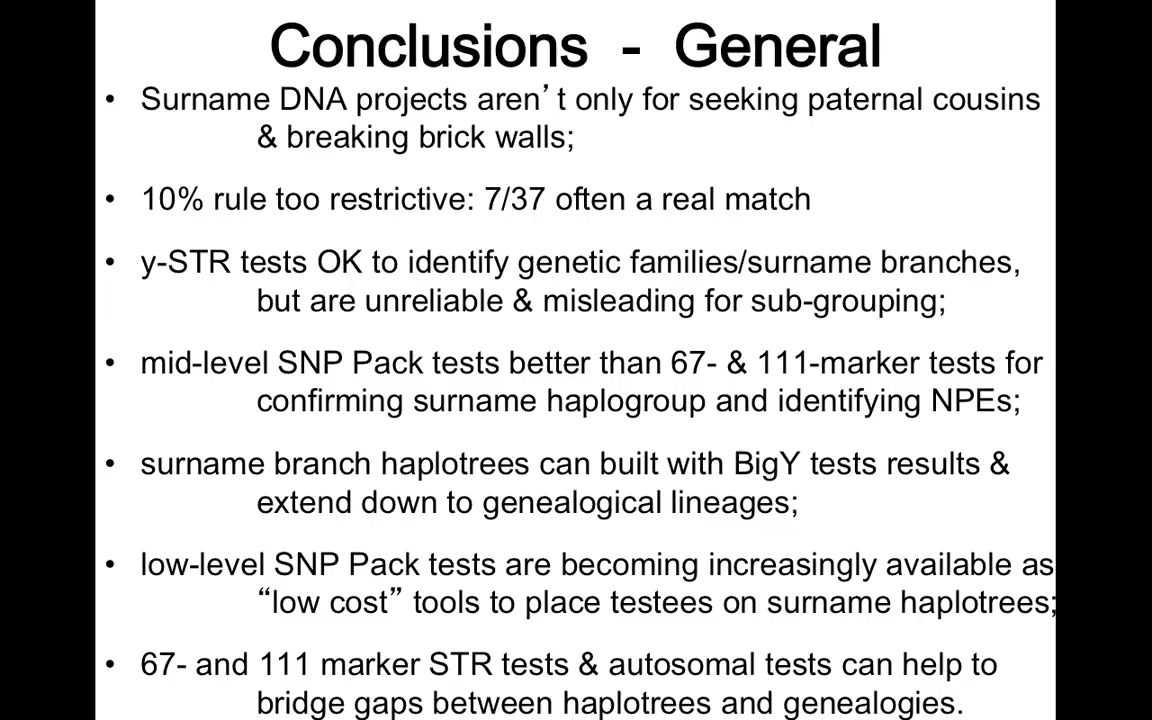 Conclusions - General
• Surname DNA projects aren’t only for seeking paternal cousins
& breaking brick walls;
• 10% rule too restrictive: 7/37 often a real match
• y-STR tests OK to identify genetic families/surname branches,
but are unreliable & misleading for sub-grouping;
• mid-level SNP Pack tests better than 67- & 111-marker tests for
confirming surname haplogroup and identifying NPEs;
• surname branch haplotrees can built with BigY tests results &
extend down to genealogical lineages;
• low-level SNP Pack tests are becoming increasingly available as
“low cost” tools to place testees on surname haplotrees;
• 67- and 111 marker STR tests & autosomal tests can help to
bridge gaps between haplotrees and genealogies.